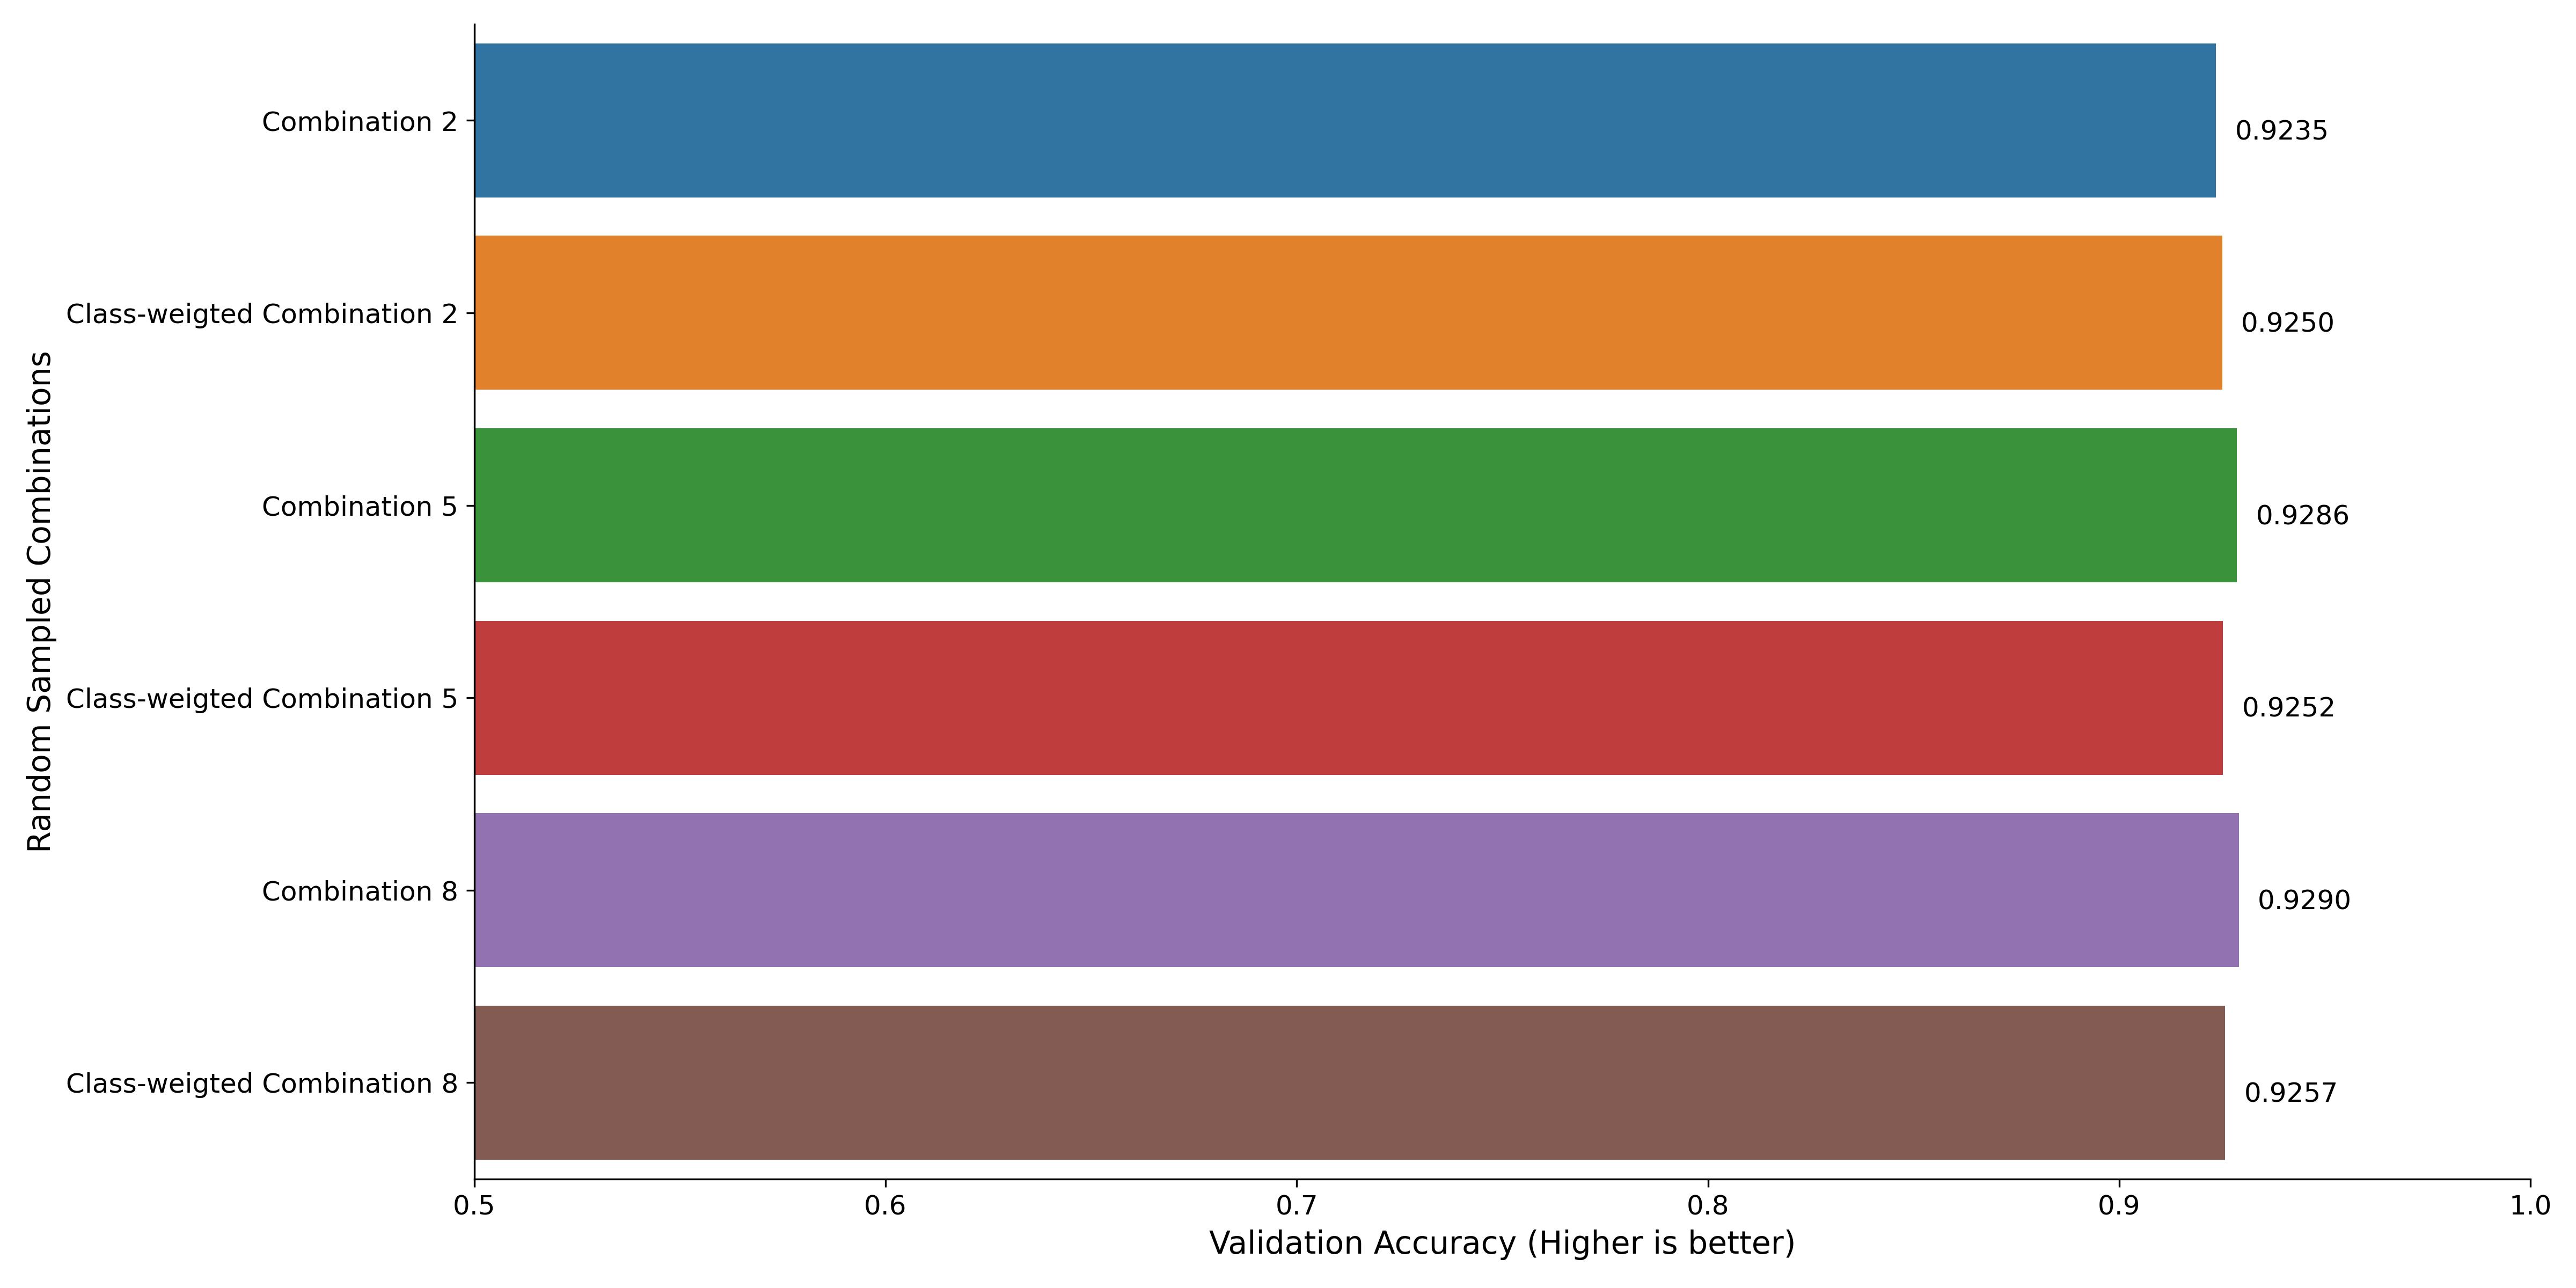 Random Sampled Combinations
Combination 2
0.9235
Class-weigted Combination 2
0.9250
Combination 5
0.9286
Class-weigted Combination 5
0.9252
Combination 8
0.9290
Class-weigted Combination 8
0.9257
0.5 0.6 0.7 0.8 0.9 1.0
Validation Accuracy (Higher is better)